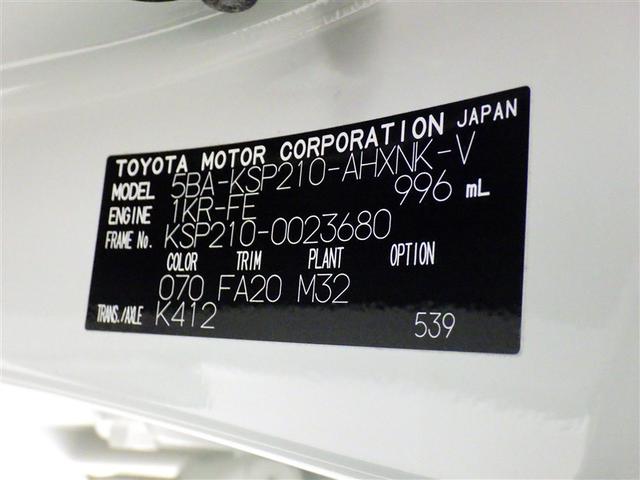 TOYOTA MOTOR CORPORATION JAPAN
MODEL 5BA-KSP210-AHXNK-V
ENGINE 1KR-FE 996 mL
FRAME No. KSP210-0023680
COLOR TRIM PLANT OPTION
070 FA20 M32
TRANS./AXLE K412 539